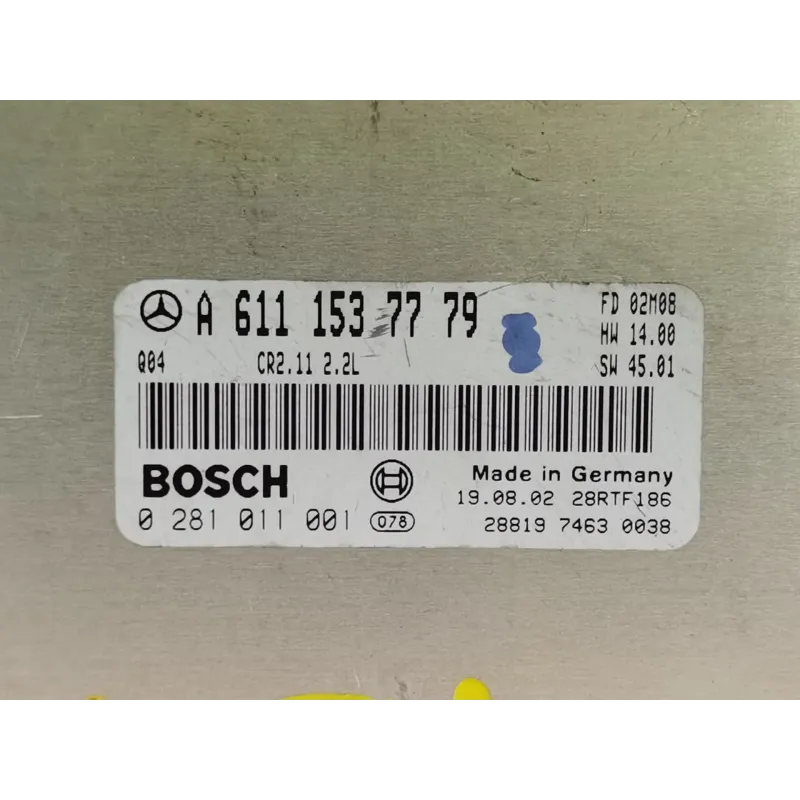 A 611 153 77 79
FD 02M08
HW 14.00
SW 45.01
Q04 CR2.11 2.2L
BOSCH
Made in Germany
19.08.02 28RTF186
0 281 011 001 078
28819 7463 0038